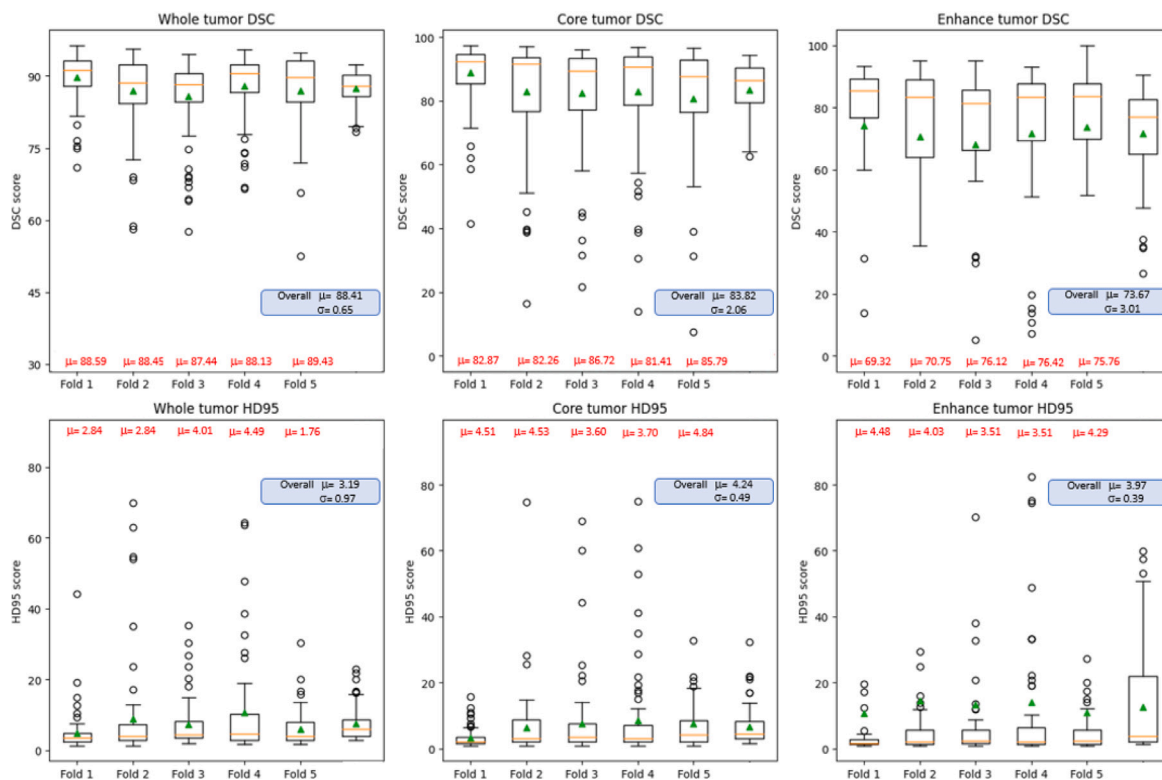 Whole tumor DSC
DSC score
90
75
60
45
30
Overall μ= 88.41
σ= 0.65
μ= 88.59 μ= 88.49 μ= 87.44 μ= 88.13 μ= 89.43
Fold 1 Fold 2 Fold 3 Fold 4 Fold 5
Core tumor DSC
DSC score
100
80
60
40
20
0
Overall μ= 83.82
σ= 2.06
μ= 82.87 μ= 82.26 μ= 86.72 μ= 81.41 μ= 85.79
Fold 1 Fold 2 Fold 3 Fold 4 Fold 5
Enhance tumor DSC
DSC score
100
80
60
40
20
0
Overall μ= 73.67
σ= 3.01
μ= 69.32 μ= 70.75 μ= 76.12 μ= 76.42 μ= 75.76
Fold 1 Fold 2 Fold 3 Fold 4 Fold 5
Whole tumor HD95
μ= 2.84 μ= 2.84 μ= 4.01 μ= 4.49 μ= 1.76
HD95 score
80
60
40
20
0
Overall μ= 3.19
σ= 0.97
Fold 1 Fold 2 Fold 3 Fold 4 Fold 5
Core tumor HD95
μ= 4.51 μ= 4.53 μ= 3.60 μ= 3.70 μ= 4.84
HD95 score
80
60
40
20
0
Overall μ= 4.24
σ= 0.49
Fold 1 Fold 2 Fold 3 Fold 4 Fold 5
Enhance tumor HD95
μ= 4.48 μ= 4.03 μ= 3.51 μ= 3.51 μ= 4.29
HD95 score
80
60
40
20
0
Overall μ= 3.97
σ= 0.39
Fold 1 Fold 2 Fold 3 Fold 4 Fold 5